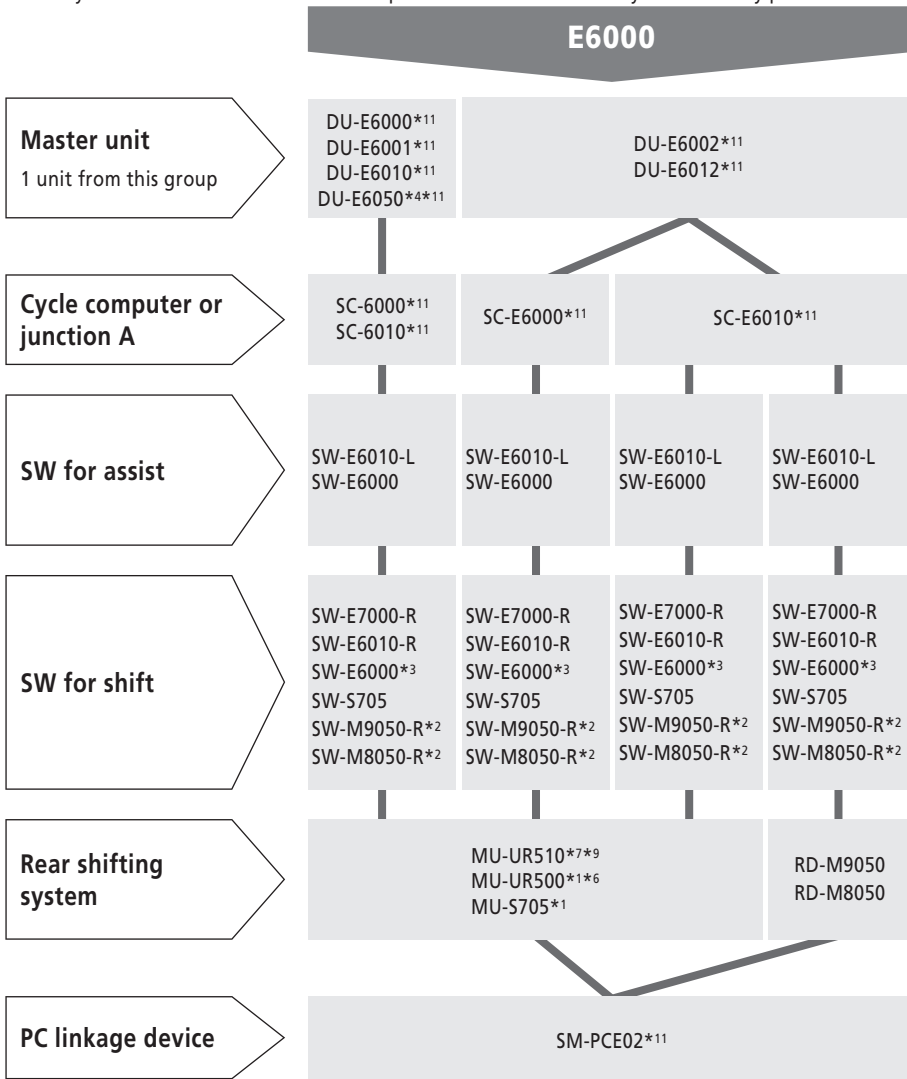 E6000
Master unit
1 unit from this group
DU-E6000*11
DU-E6001*11
DU-E6010*11
DU-E6050*4*11
DU-E6002*11
DU-E6012*11
Cycle computer or
junction A
SC-6000*11
SC-6010*11
SC-E6000*11
SC-E6010*11
SW for assist
SW-E6010-L
SW-E6000
SW-E6010-L
SW-E6000
SW-E6010-L
SW-E6000
SW-E6010-L
SW-E6000
SW for shift
SW-E7000-R
SW-E6010-R
SW-E6000*3
SW-S705
SW-M9050-R*2
SW-M8050-R*2
SW-E7000-R
SW-E6010-R
SW-E6000*3
SW-S705
SW-M9050-R*2
SW-M8050-R*2
SW-E7000-R
SW-E6010-R
SW-E6000*3
SW-S705
SW-M9050-R*2
SW-M8050-R*2
SW-E7000-R
SW-E6010-R
SW-E6000*3
SW-S705
SW-M9050-R*2
SW-M8050-R*2
Rear shifting
system
MU-UR510*7*9
MU-UR500*1*6
MU-S705*1
RD-M9050
RD-M8050
PC linkage device
SM-PCE02*11